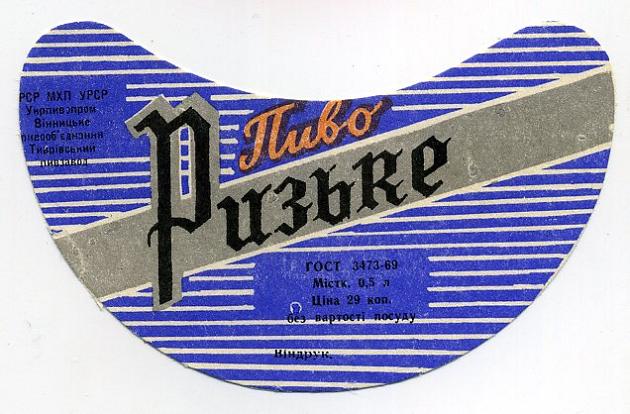 РСР МХП УРСР
Укрпивопром
Вінницьке
Тиврівський
пивзавод
Пиво
Ризьке
ГОСТ 3473-69
Містк. 0,5 л
Ціна 29 коп.
без вартості посуду
Віндрук.